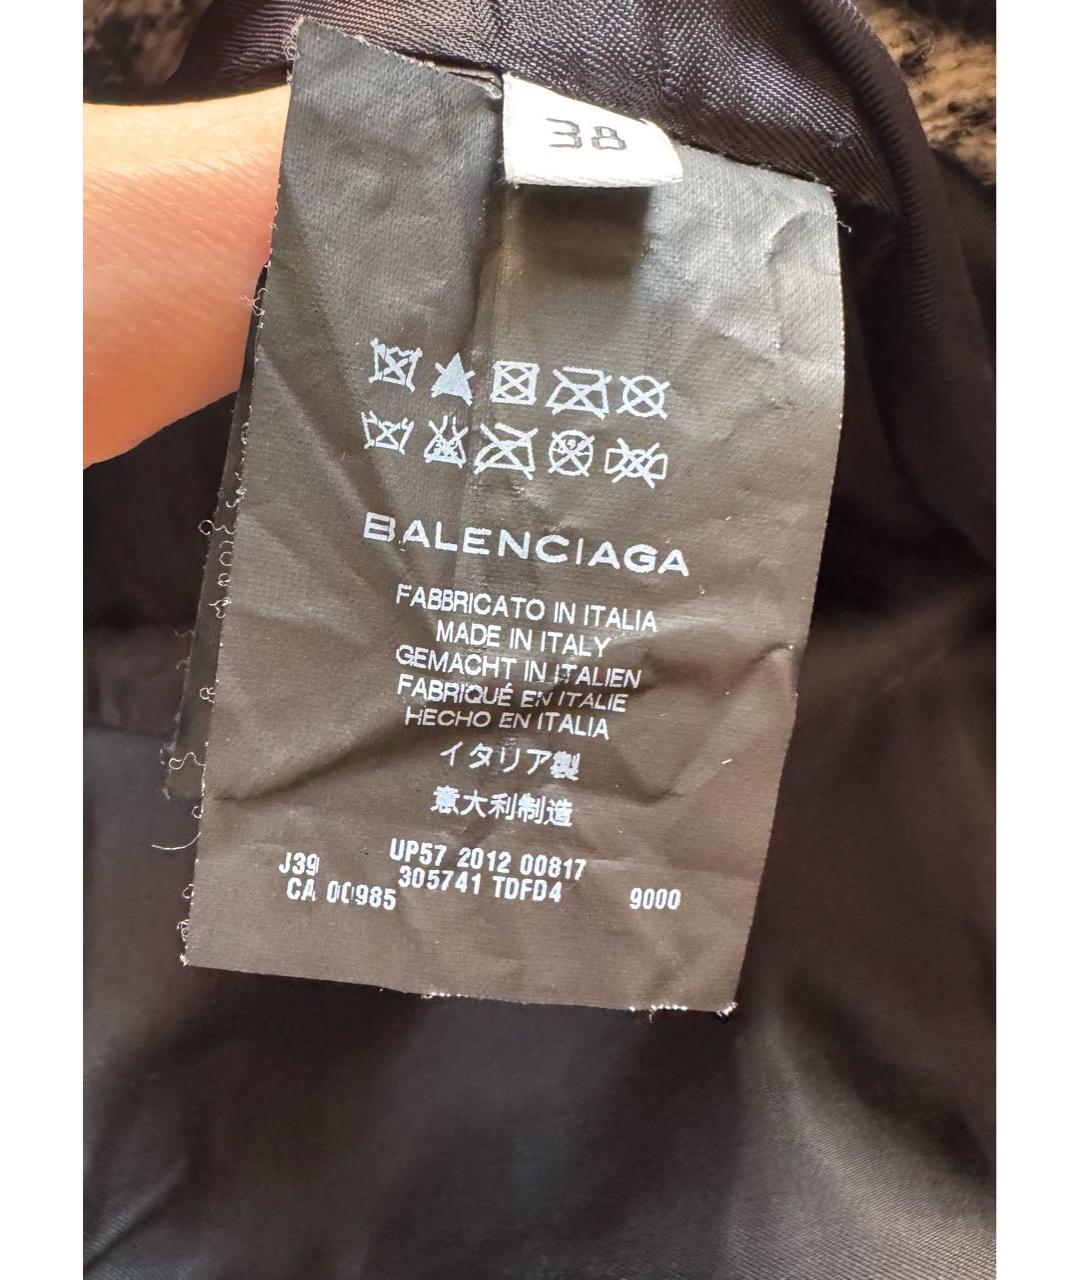 38
BALENCIAGA
FABBRICATO IN ITALIA
MADE IN ITALY
GEMACHT IN ITALIEN
FABRIQUÉ EN ITALIE
HECHO EN ITALIA
イタリア製
意大利制造
J39 UP57 2012 00817
CA 00985 305741 TDFD4 9000